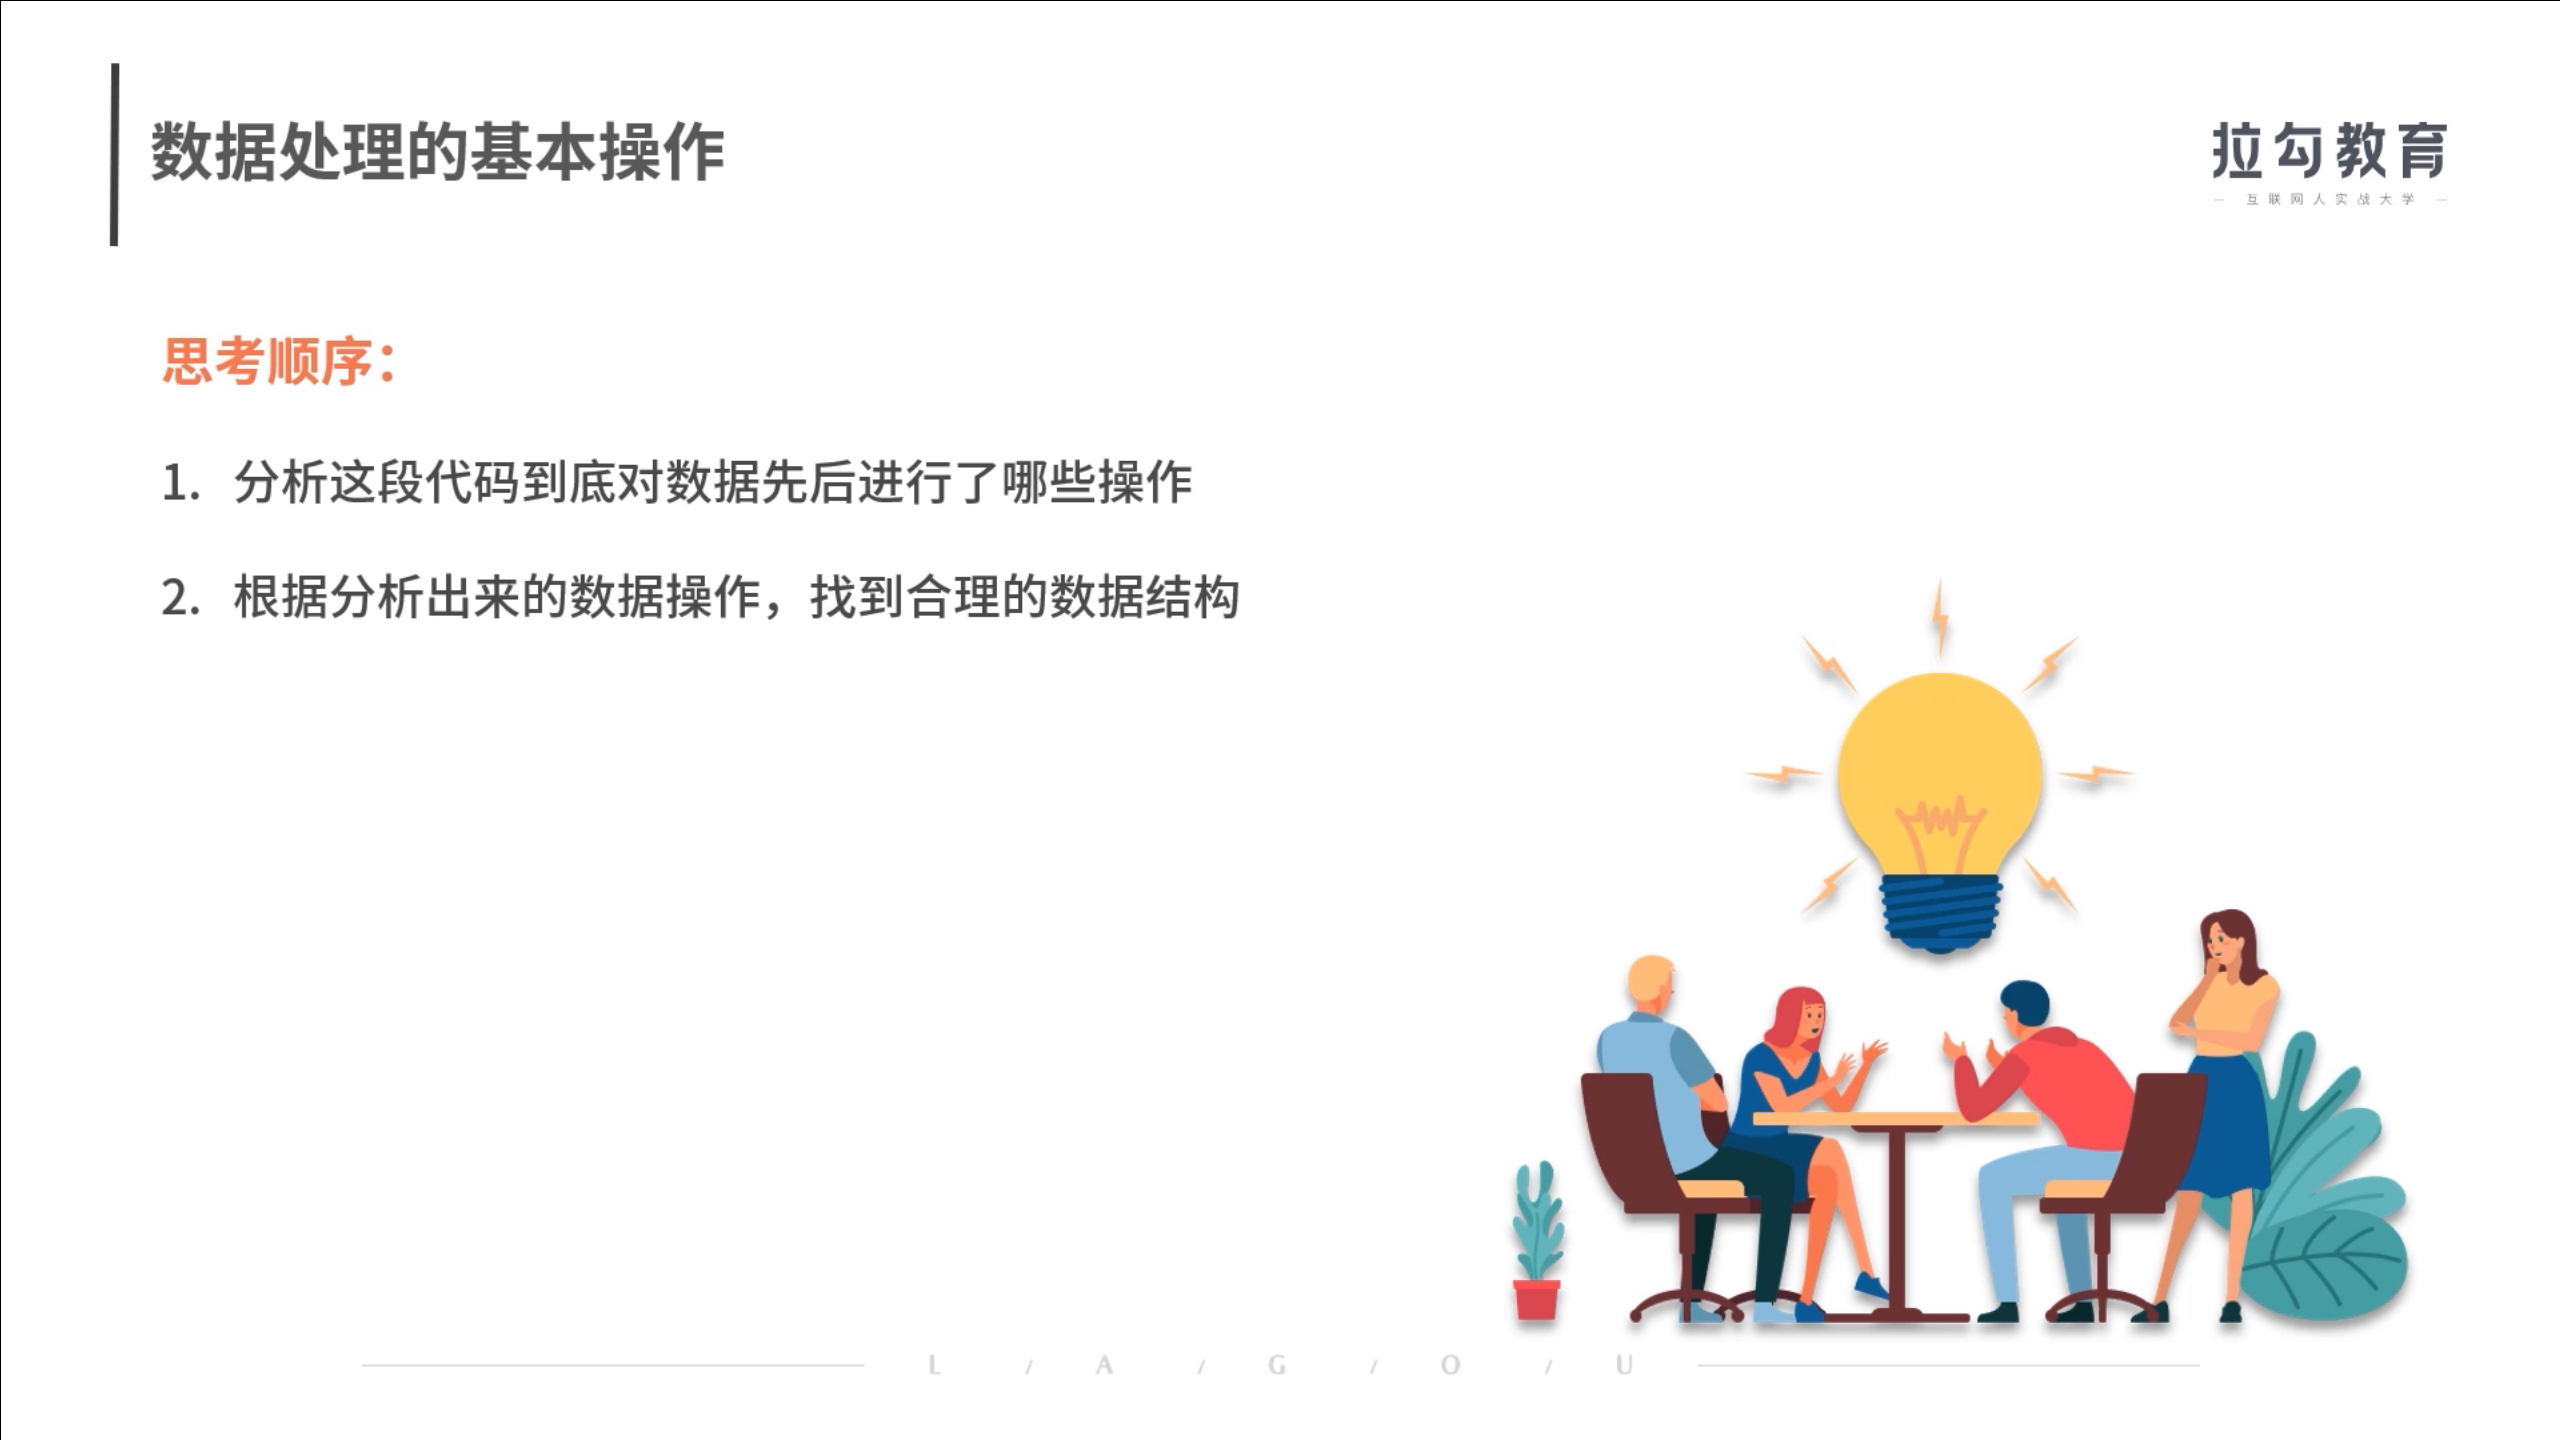 数据处理的基本操作
拉勾教育
— 互联网人实战大学 —
思考顺序：
1. 分析这段代码到底对数据先后进行了哪些操作
2. 根据分析出来的数据操作，找到合理的数据结构
L / A / G / O / U